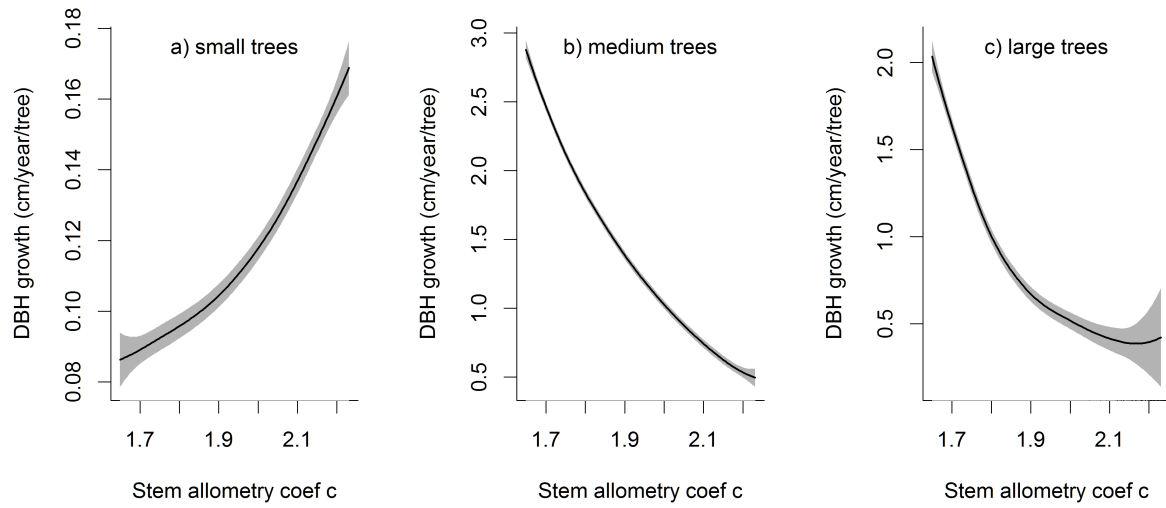 a) small trees
DBH growth (cm/year/tree)
0.18
0.16
0.14
0.12
0.10
0.08
1.7 1.9 2.1
Stem allometry coef c
b) medium trees
DBH growth (cm/year/tree)
3.0
2.5
2.0
1.5
1.0
0.5
1.7 1.9 2.1
Stem allometry coef c
c) large trees
DBH growth (cm/year/tree)
2.0
1.5
1.0
0.5
1.7 1.9 2.1
Stem allometry coef c